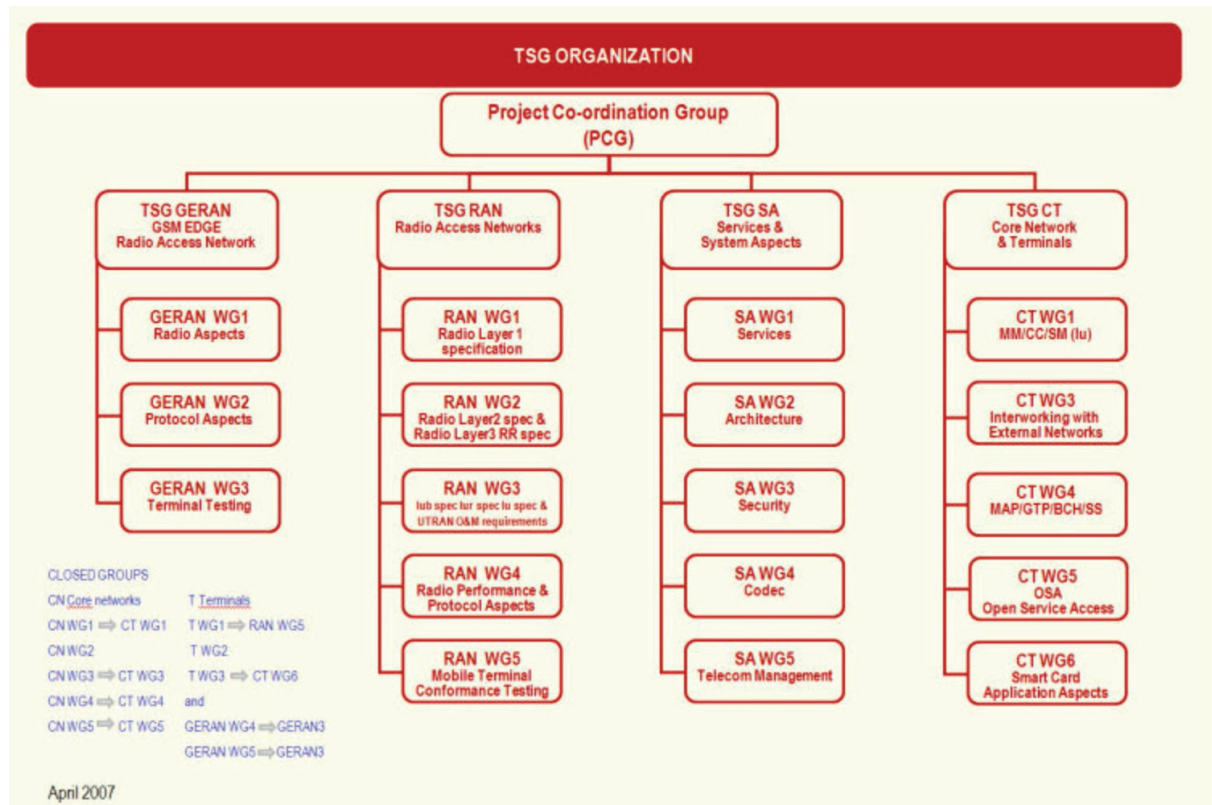 TSG ORGANIZATION
Project Co-ordination Group
(PCG)
TSG GERAN
GSM EDGE
Radio Access Network
GERAN WG1
Radio Aspects
GERAN WG2
Protocol Aspects
GERAN WG3
Terminal Testing
TSG RAN
Radio Access Networks
RAN WG1
Radio Layer 1
specification
RAN WG2
Radio Layer2 spec &
Radio Layer3 RR spec
RAN WG3
Iub spec Iur spec Iu spec &
UTRAN O&M requirements
RAN WG4
Radio Performance &
Protocol Aspects
RAN WG5
Mobile Terminal
Conformance Testing
TSG SA
Services &
System Aspects
SA WG1
Services
SA WG2
Architecture
SA WG3
Security
SA WG4
Codec
SA WG5
Telecom Management
TSG CT
Core Network
& Terminals
CT WG1
MM/CC/SM (Iu)
CT WG3
Interworking with
External Networks
CT WG4
MAP/GTP/BCH/SS
CT WG5
OSA
Open Service Access
CT WG6
Smart Card
Application Aspects
CLOSED GROUPS
CN Core networks
CN WG1 ⇒ CT WG1
CN WG2
CN WG3 ⇒ CT WG3
CN WG4 ⇒ CT WG4
CN WG5 ⇒ CT WG5
T Terminals
T WG1 ⇒ RAN WG5
T WG2
T WG3 ⇒ CT WG6
and
GERAN WG4 ⇒ GERAN3
GERAN WG5 ⇒ GERAN3
April 2007